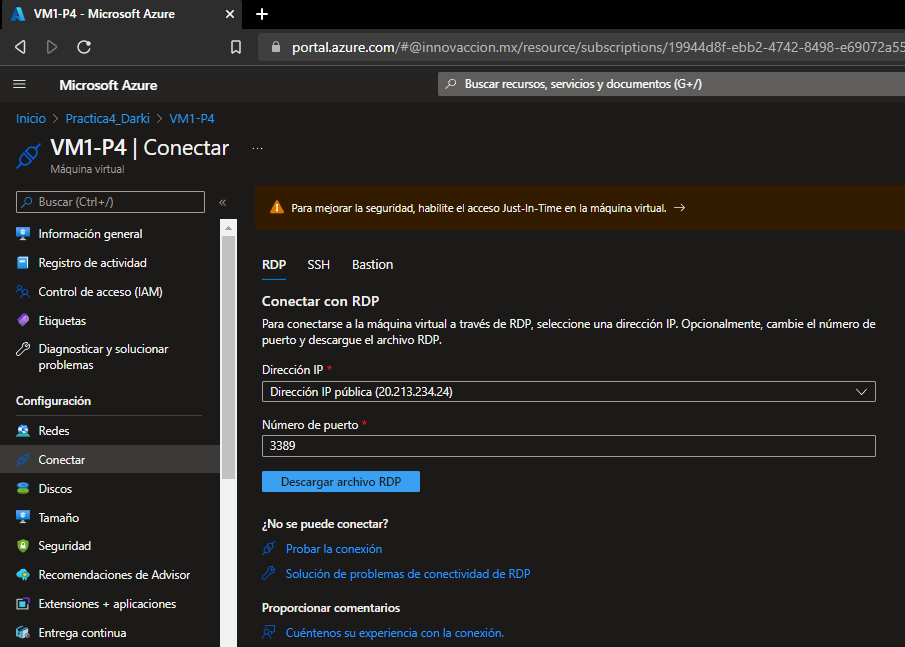 VM1-P4 - Microsoft Azure
portal.azure.com/#@innovaccion.mx/resource/subscriptions/19944d8f-ebb2-4742-8498-e69072a55
Microsoft Azure
Buscar recursos, servicios y documentos (G+/)
Inicio > Practica4_Darki > VM1-P4
VM1-P4 | Conectar ...
Máquina virtual
Buscar (Ctrl+/)
«
Información general
Registro de actividad
Control de acceso (IAM)
Etiquetas
Diagnosticar y solucionar
problemas
Configuración
Redes
Conectar
Discos
Tamaño
Seguridad
Recomendaciones de Advisor
Extensiones + aplicaciones
Entrega continua
Para mejorar la seguridad, habilite el acceso Just-In-Time en la máquina virtual. →
RDP SSH Bastion
Conectar con RDP
Para conectarse a la máquina virtual a través de RDP, seleccione una dirección IP. Opcionalmente, cambie el número de
puerto y descargue el archivo RDP.
Dirección IP *
Dirección IP pública (20.213.234.24)
Número de puerto *
3389
Descargar archivo RDP
¿No se puede conectar?
Probar la conexión
Solución de problemas de conectividad de RDP
Proporcionar comentarios
Cuéntenos su experiencia con la conexión.